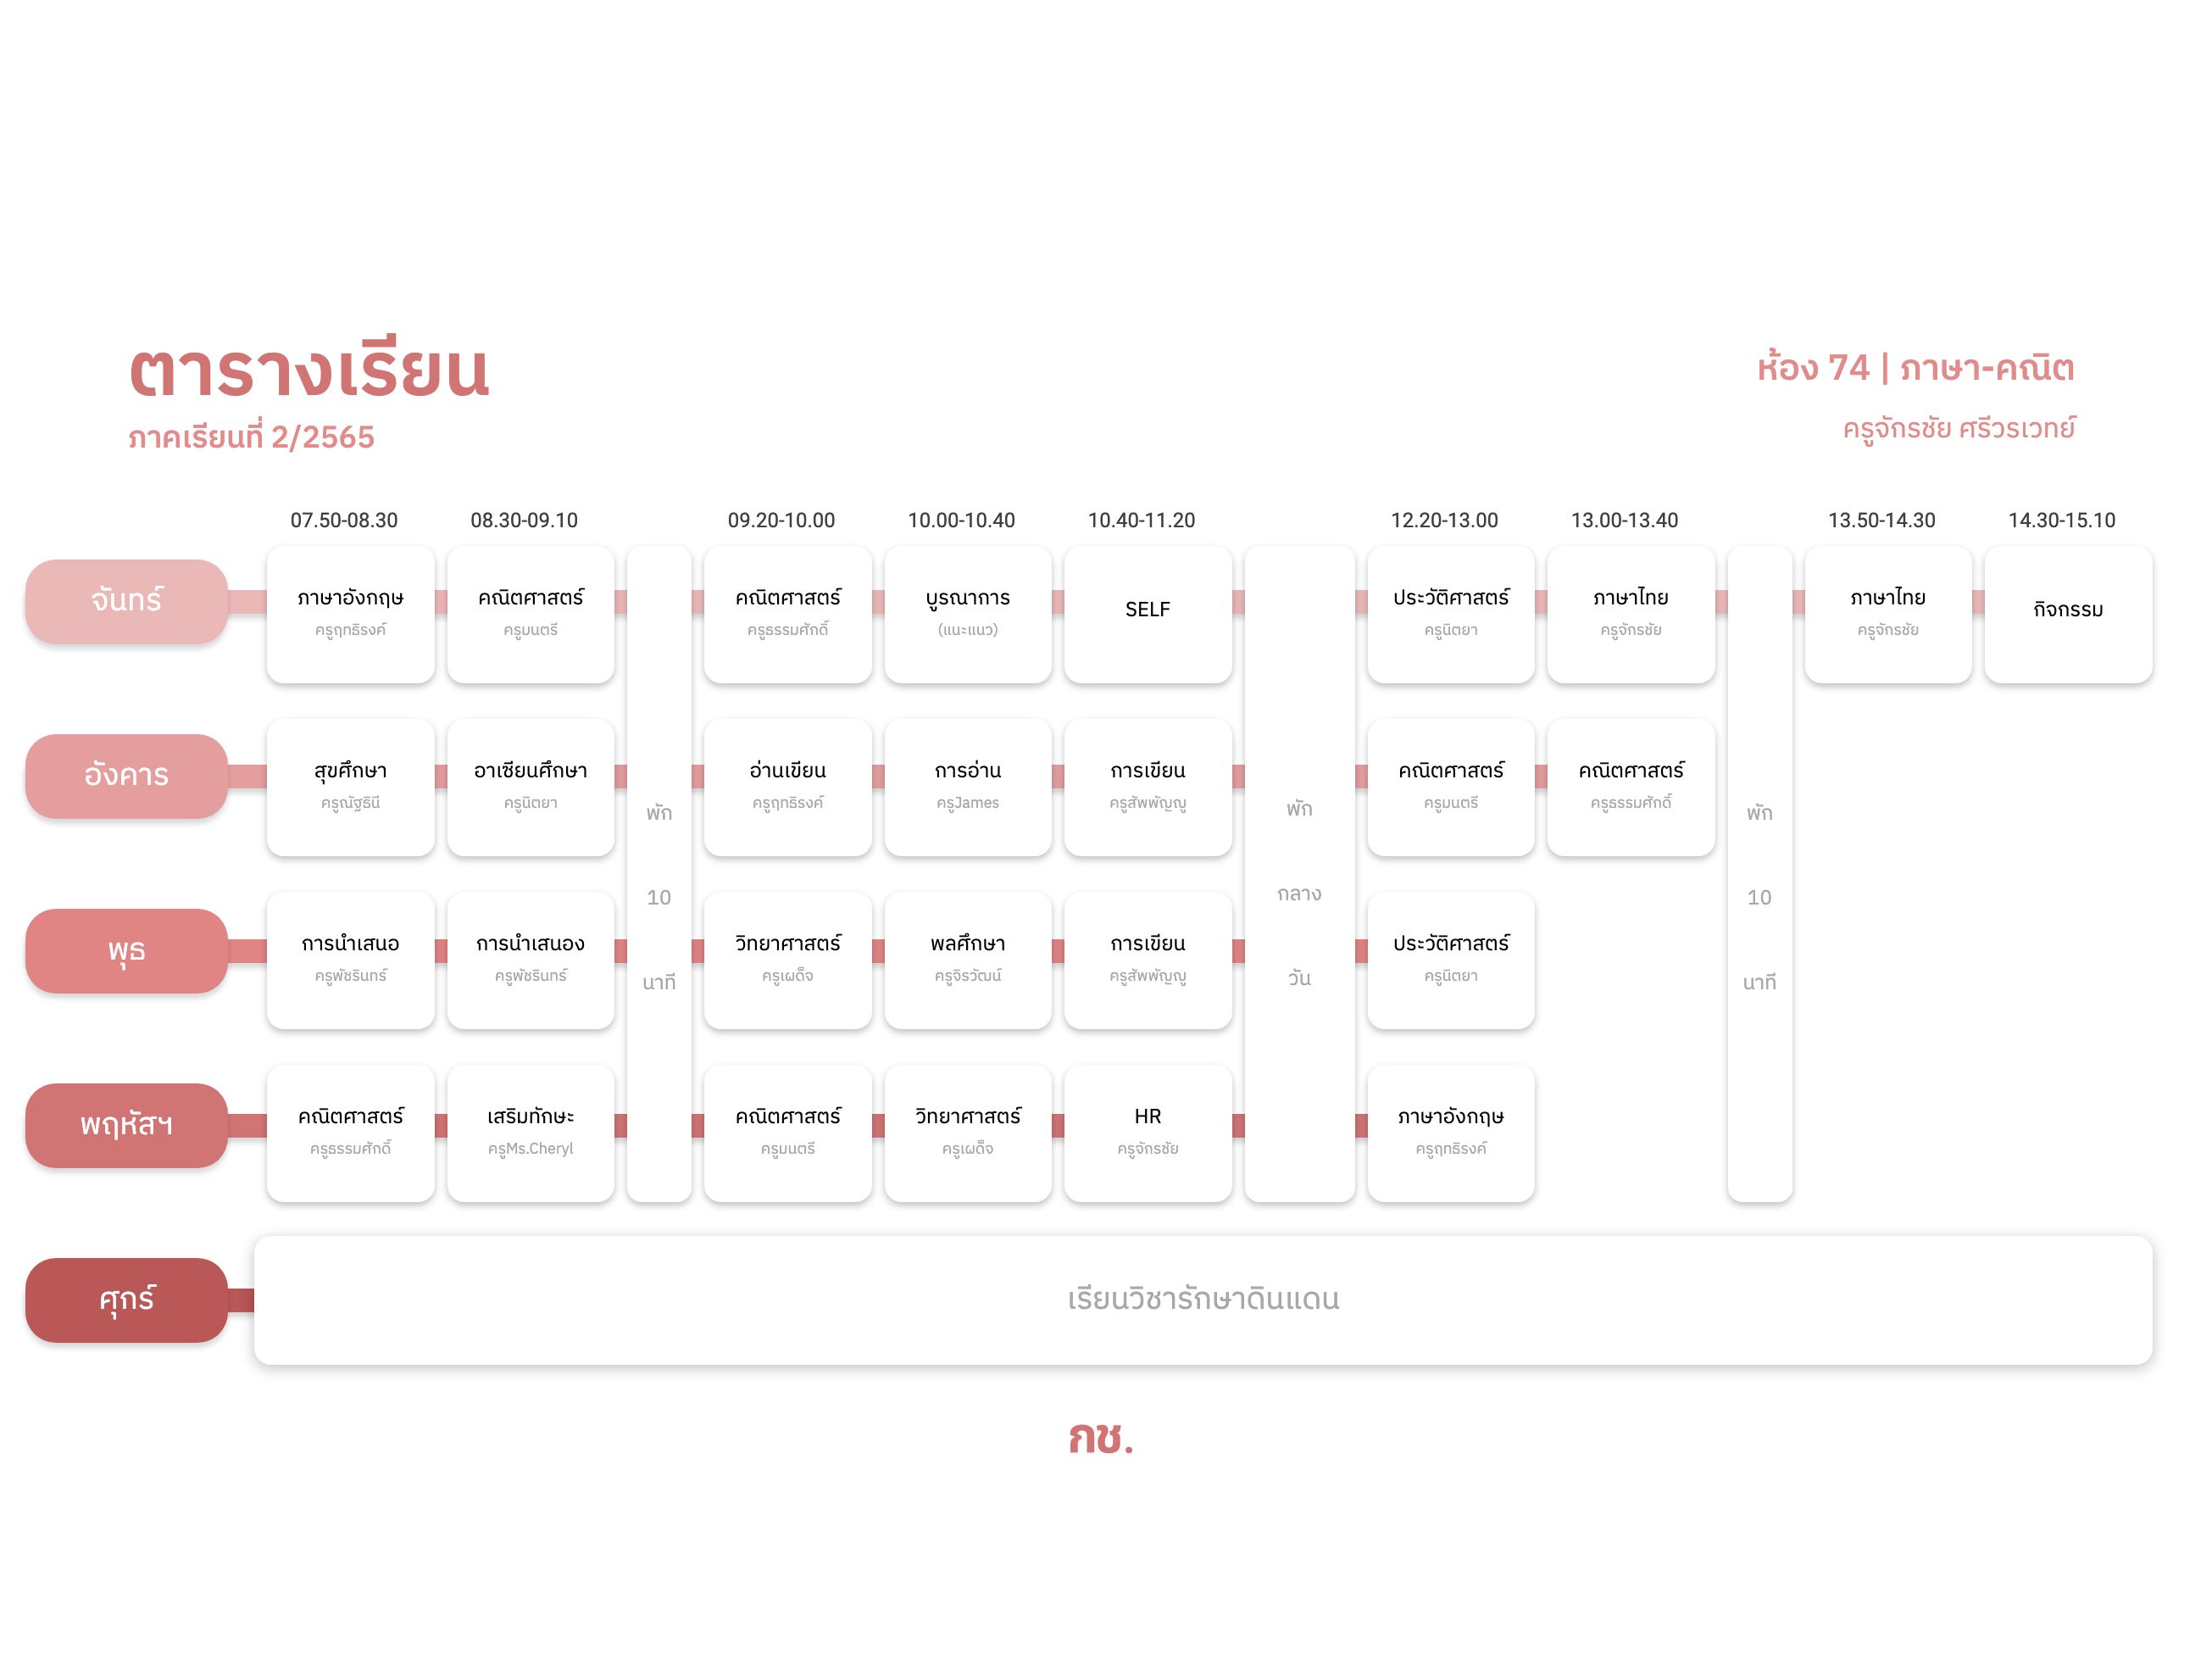 ตารางเรียน
ภาคเรียนที่ 2/2565
ห้อง 74 | ภาษา-คณิต
ครูจักรชัย ศรีวรเวทย์
07.50-08.30 08.30-09.10 09.20-10.00 10.00-10.40 10.40-11.20 12.20-13.00 13.00-13.40 13.50-14.30 14.30-15.10
จันทร์
ภาษาอังกฤษ
ครูฤทธิรงค์
คณิตศาสตร์
ครูมนตรี
คณิตศาสตร์
ครูธรรมศักดิ์
บูรณาการ
(แนะแนว)
SELF
ประวัติศาสตร์
ครูนิตยา
ภาษาไทย
ครูจักรชัย
ภาษาไทย
ครูจักรชัย
กิจกรรม
อังคาร
สุขศึกษา
ครูณัฐธินี
อาเซียนศึกษา
ครูนิตยา
อ่านเขียน
ครูฤทธิรงค์
การอ่าน
ครูJames
การเขียน
ครูสัพพัญญู
คณิตศาสตร์
ครูมนตรี
คณิตศาสตร์
ครูธรรมศักดิ์
พัก
10
นาที
พัก
กลาง
วัน
พัก
10
นาที
พุธ
การนำเสนอ
ครูพัชรินทร์
การนำเสนอง
ครูพัชรินทร์
วิทยาศาสตร์
ครูเผด็จ
พลศึกษา
ครูจิรวัฒน์
การเขียน
ครูสัพพัญญู
ประวัติศาสตร์
ครูนิตยา
พฤหัสฯ
คณิตศาสตร์
ครูธรรมศักดิ์
เสริมทักษะ
ครูMs.Cheryl
คณิตศาสตร์
ครูมนตรี
วิทยาศาสตร์
ครูเผด็จ
HR
ครูจักรชัย
ภาษาอังกฤษ
ครูฤทธิรงค์
ศุกร์
เรียนวิชารักษาดินแดน
กช.